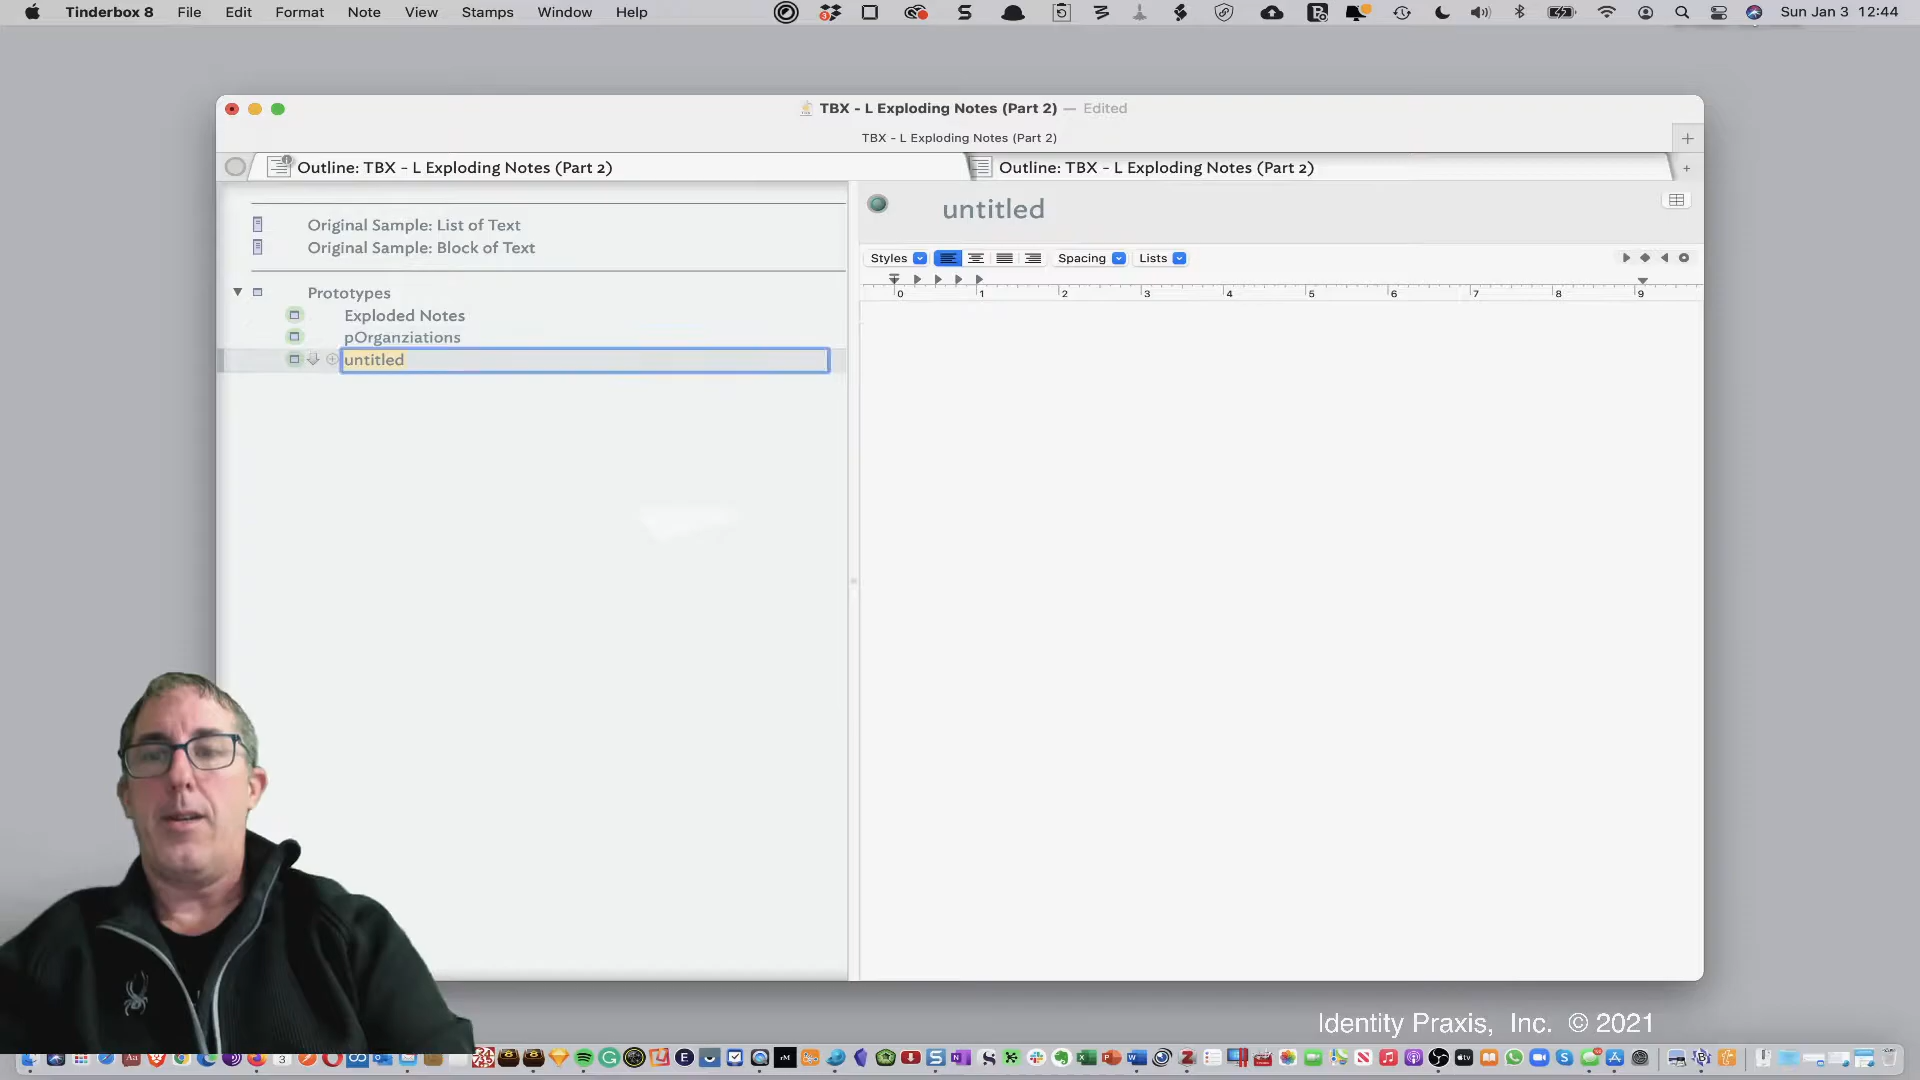 Tinderbox 8 File Edit Format Note View Stamps Window Help Sun Jan 3 12:44
TBX - L Exploding Notes (Part 2) — Edited
TBX - L Exploding Notes (Part 2)
Outline: TBX - L Exploding Notes (Part 2)
Outline: TBX - L Exploding Notes (Part 2)
Original Sample: List of Text
Original Sample: Block of Text
Prototypes
Exploded Notes
pOrganziations
untitled
untitled
Styles Spacing Lists
0 1 2 3 4 5 6 7 8 9
Identity Praxis, Inc. © 2021